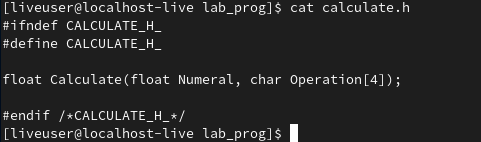 [liveuser@localhost-live lab_prog]$ cat calculate.h
#ifndef CALCULATE_H_
#define CALCULATE_H_
float Calculate(float Numeral, char Operation[4]);
#endif /*CALCULATE_H_*/
[liveuser@localhost-live lab_prog]$